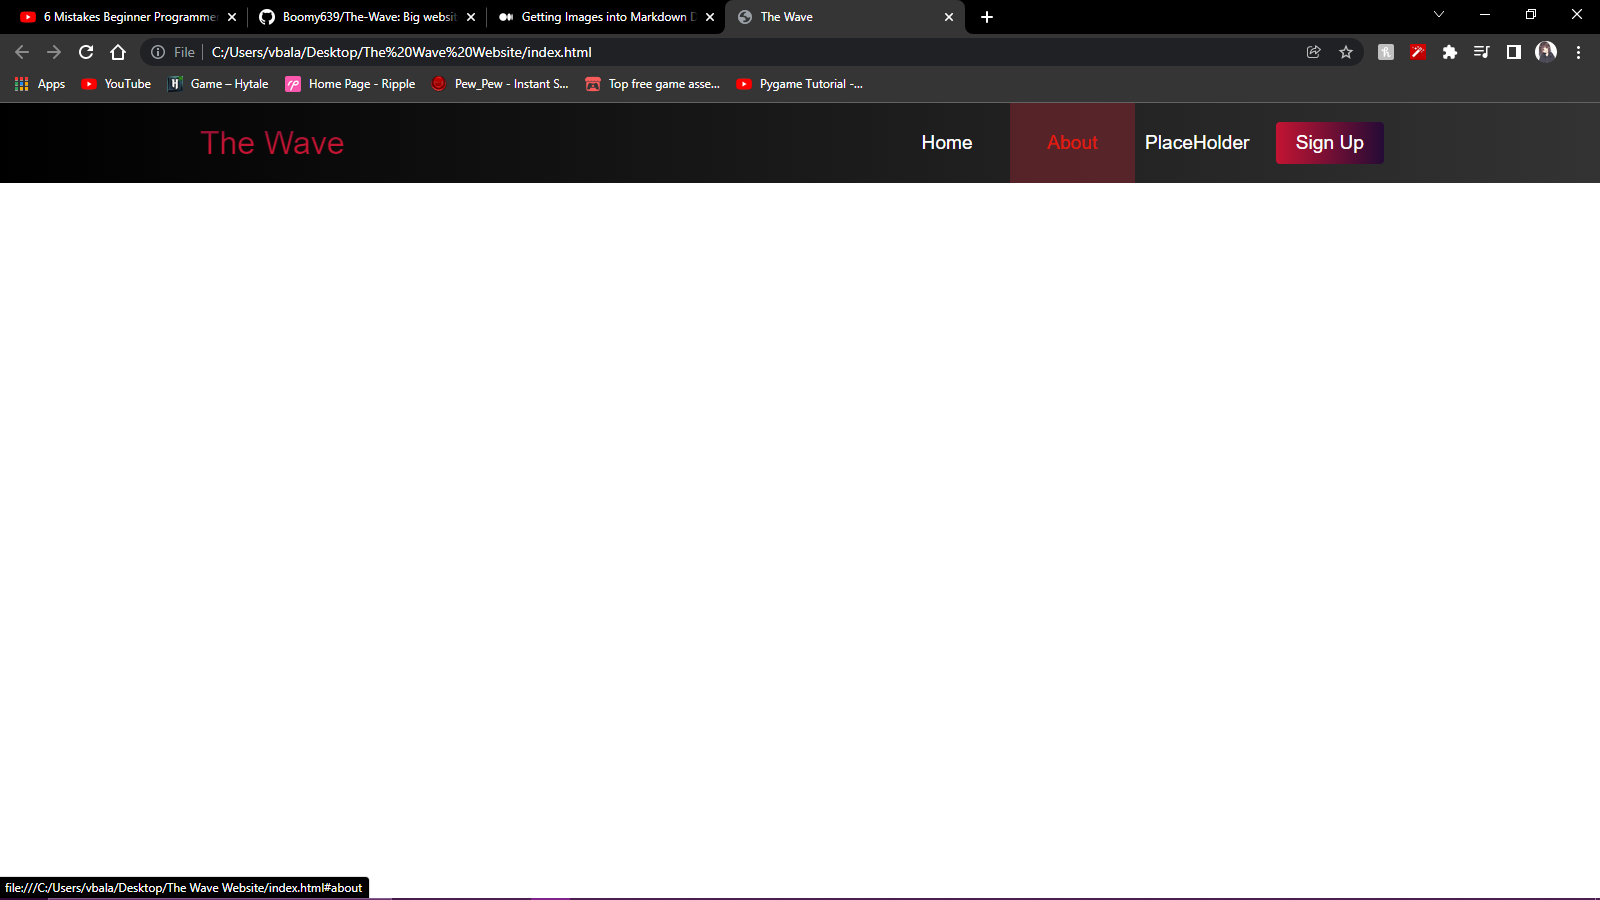 6 Mistakes Beginner Programme
Boomy639/The-Wave: Big websit
Getting Images into Markdown D
The Wave
File
C:/Users/vbala/Desktop/The%20Wave%20Website/index.html
Apps
YouTube
Game – Hytale
Home Page - Ripple
Pew_Pew - Instant S...
Top free game asse...
Pygame Tutorial -...
The Wave
Home
About
PlaceHolder
Sign Up
file:///C:/Users/vbala/Desktop/The Wave Website/index.html#about